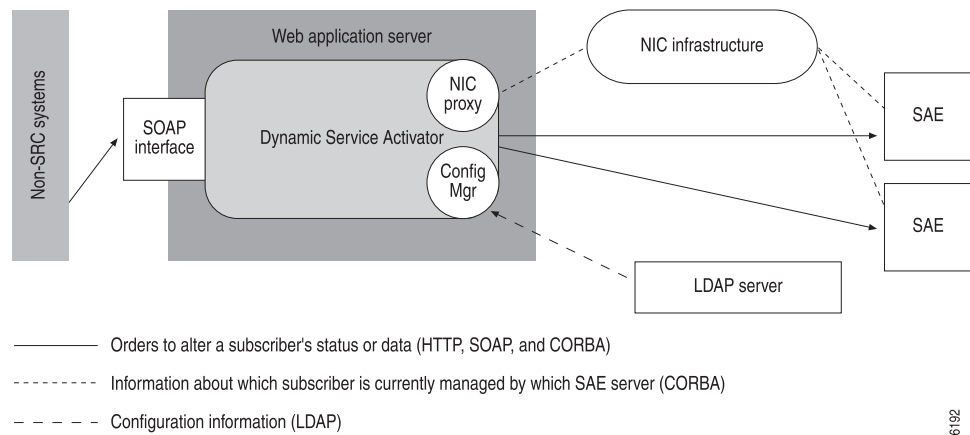 Web application server
NIC infrastructure
Non-SRC systems
SOAP
interface
NIC
proxy
Dynamic Service Activator
Config
Mgr
SAE
SAE
LDAP server
Orders to alter a subscriber's status or data (HTTP, SOAP, and CORBA)
Information about which subscriber is currently managed by which SAE server (CORBA)
Configuration information (LDAP)
6192